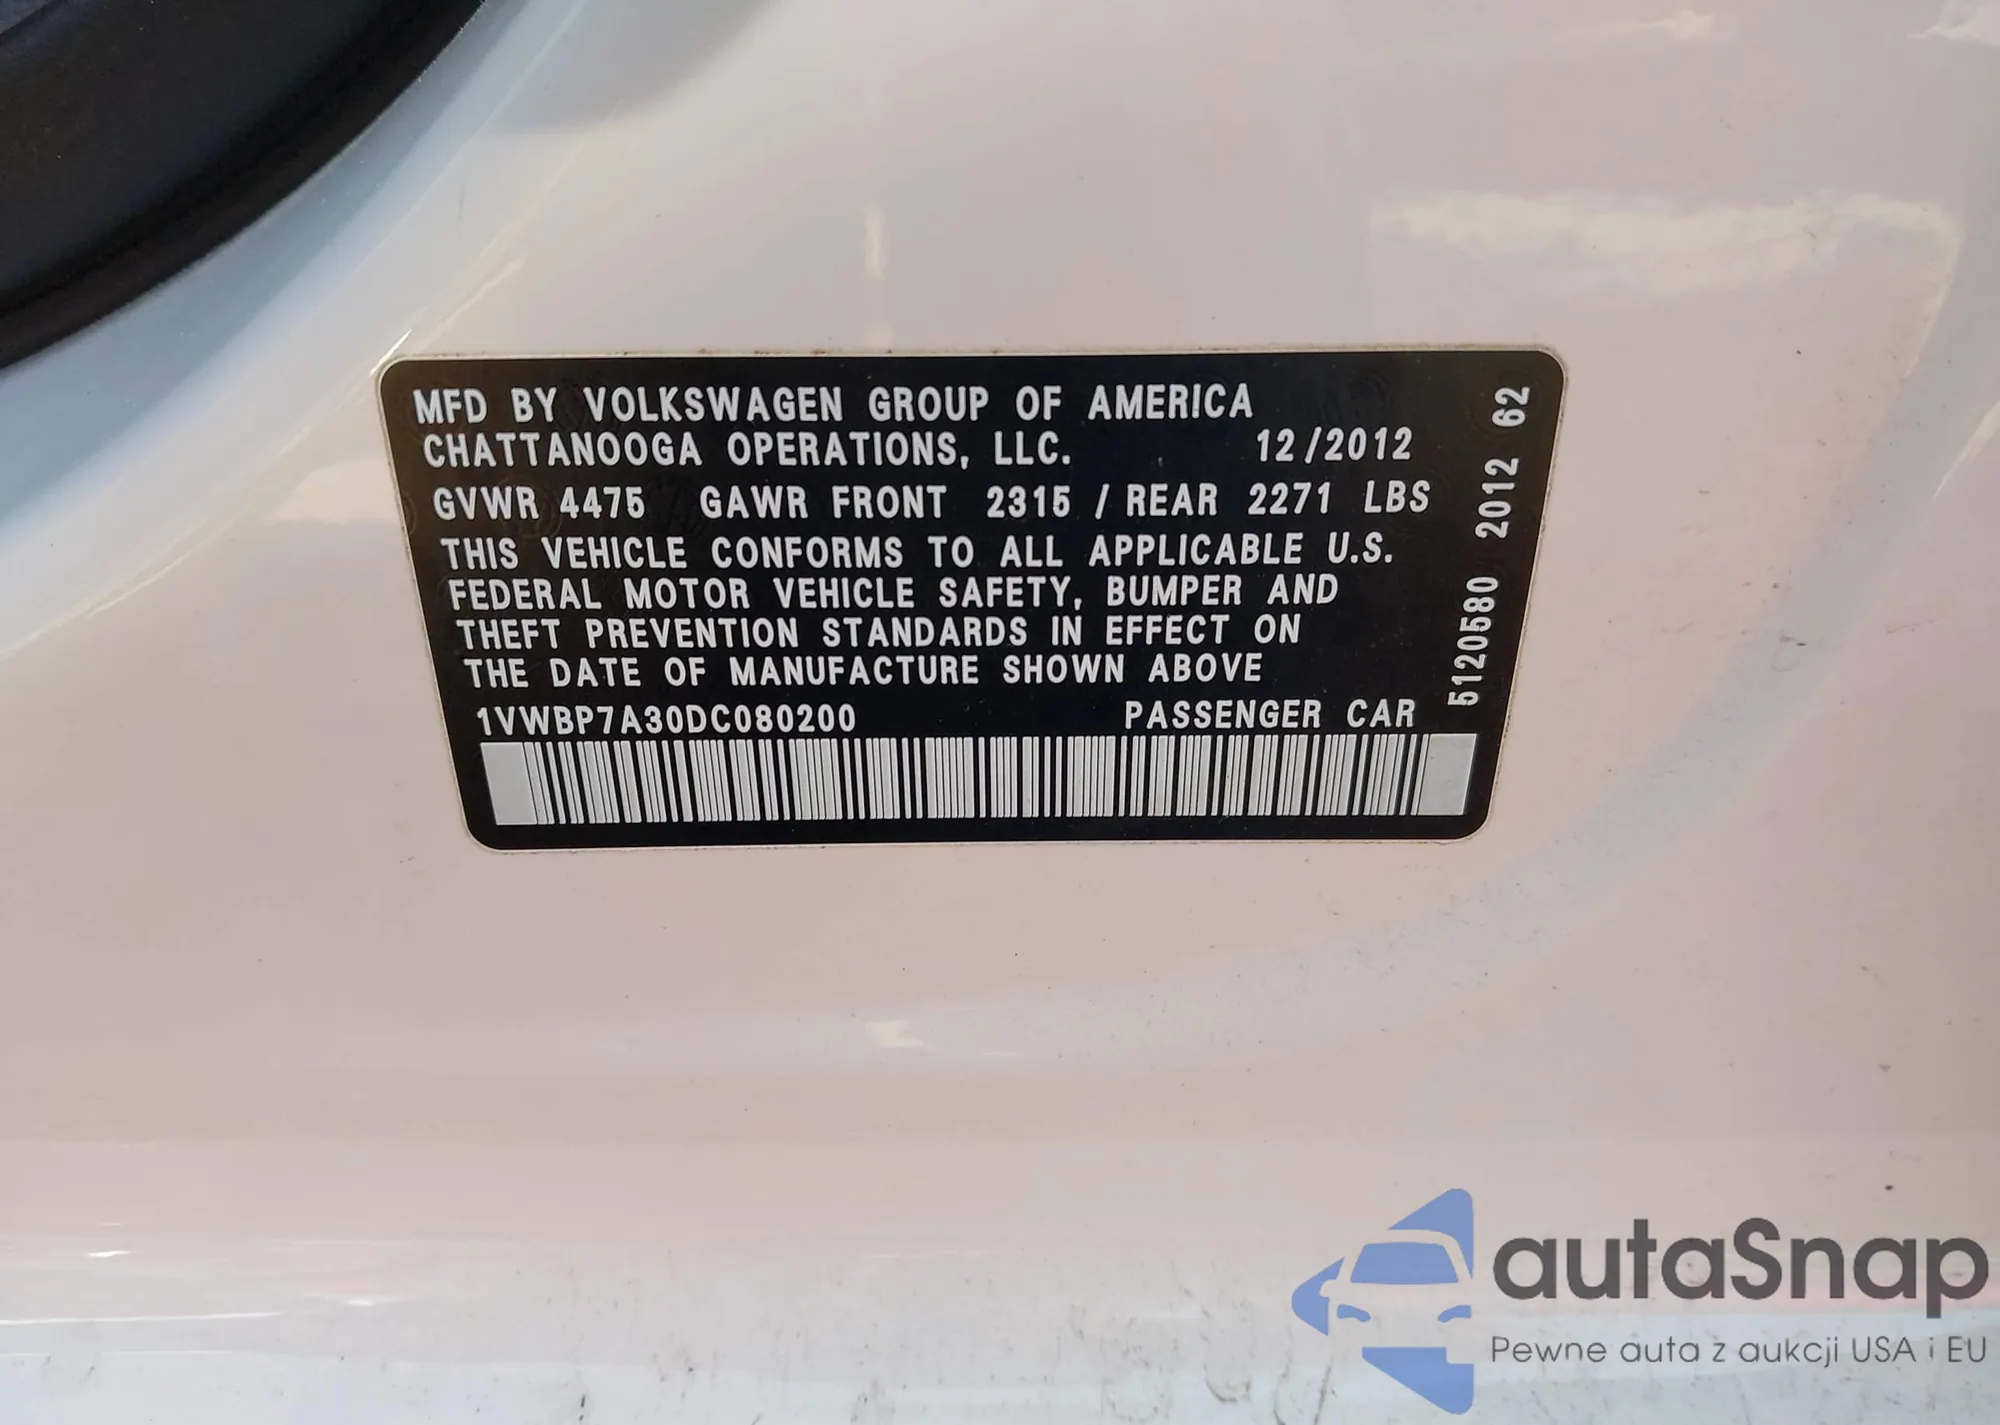 MFD BY VOLKSWAGEN GROUP OF AMERICA
CHATTANOOGA OPERATIONS, LLC. 12/2012
GVWR 4475 GAWR FRONT 2315 / REAR 2271 LBS
THIS VEHICLE CONFORMS TO ALL APPLICABLE U.S.
FEDERAL MOTOR VEHICLE SAFETY, BUMPER AND
THEFT PREVENTION STANDARDS IN EFFECT ON
THE DATE OF MANUFACTURE SHOWN ABOVE
1VWBP7A30DC080200 PASSENGER CAR
5120580 2012 62
autaSnap
Pewne auta z aukcji USA i EU